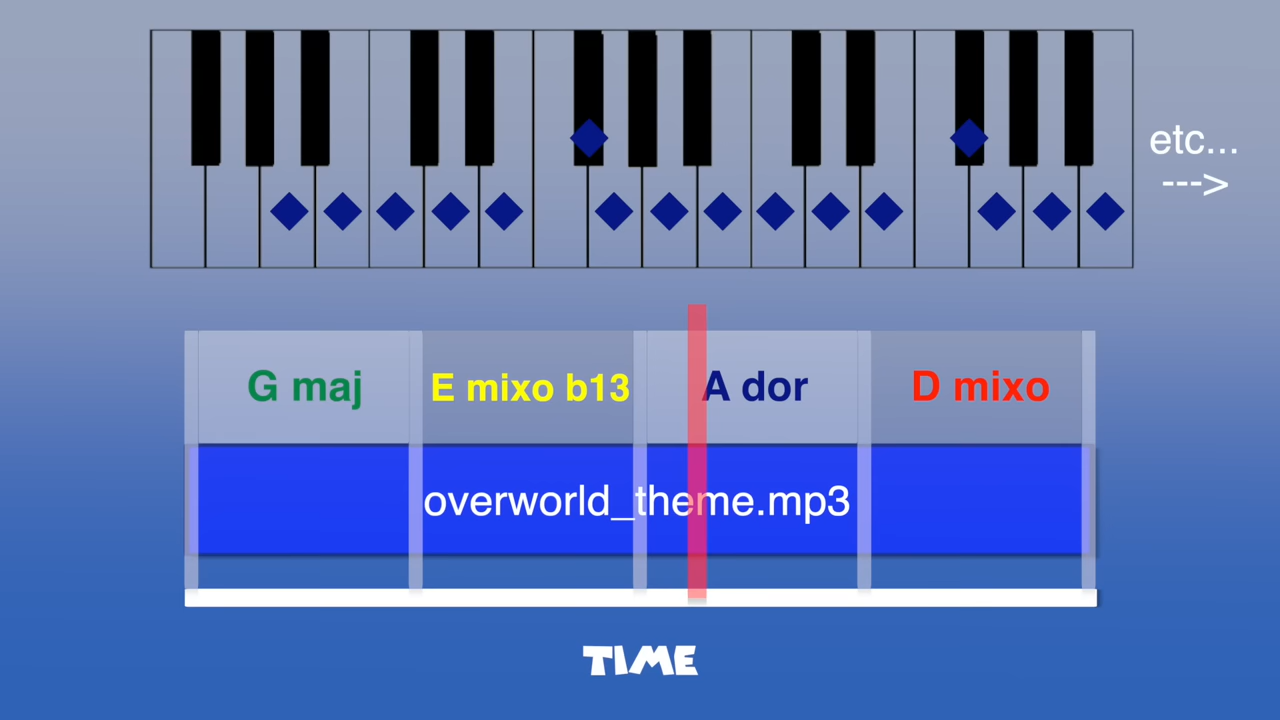 etc...
--->
G maj
E mixo b13
A dor
D mixo
overworld_theme.mp3
TIME